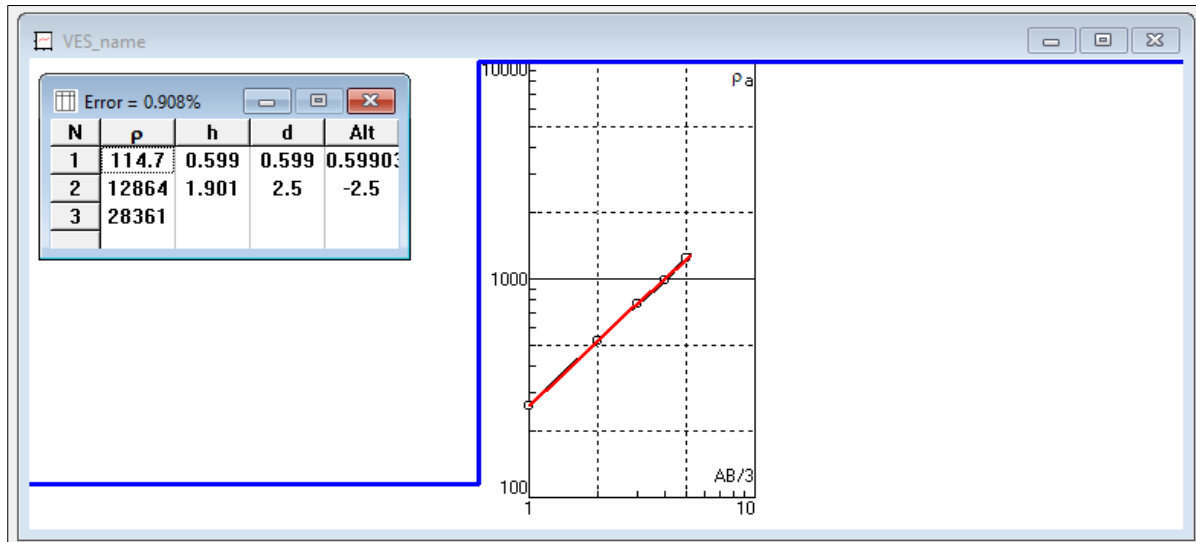 VES_name
Error = 0.908%
N ρ h d Alt
1 114.7 0.599 0.599 0.59903
2 12864 1.901 2.5 -2.5
3 28361
10000
ρa
1000
100
AB/3
1 10